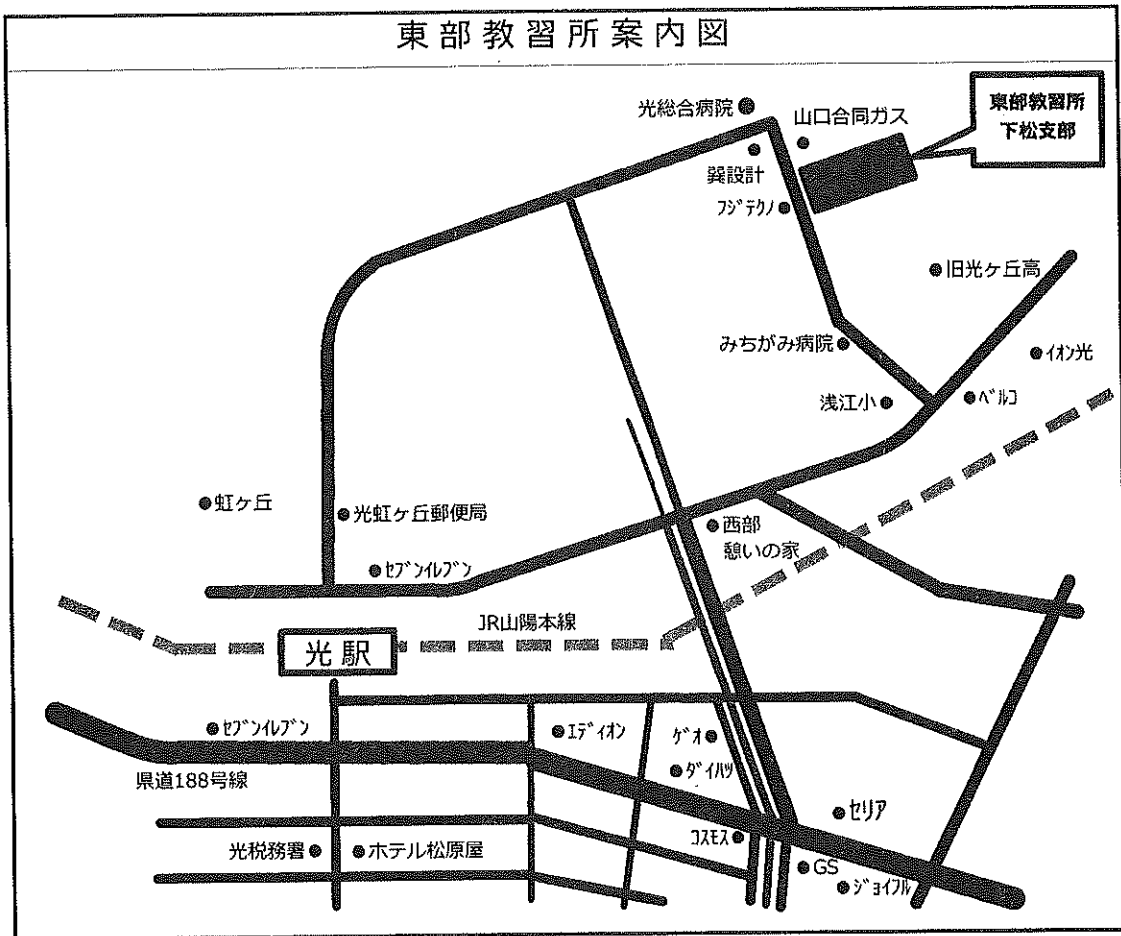 東部教習所案内図
東部教習所
下松支部
光総合病院
山口合同ガス
巽設計
フジテクノ
旧光ヶ丘高
みちがみ病院
イオン光
浅江小
ベルコ
虹ヶ丘
光虹ヶ丘郵便局
西部
憩いの家
セブンイレブン
JR山陽本線
光駅
セブンイレブン
エディオン
ゲオ
ダイハツ
県道188号線
セリア
コスモス
光税務署
ホテル松原屋
GS
ジョイフル